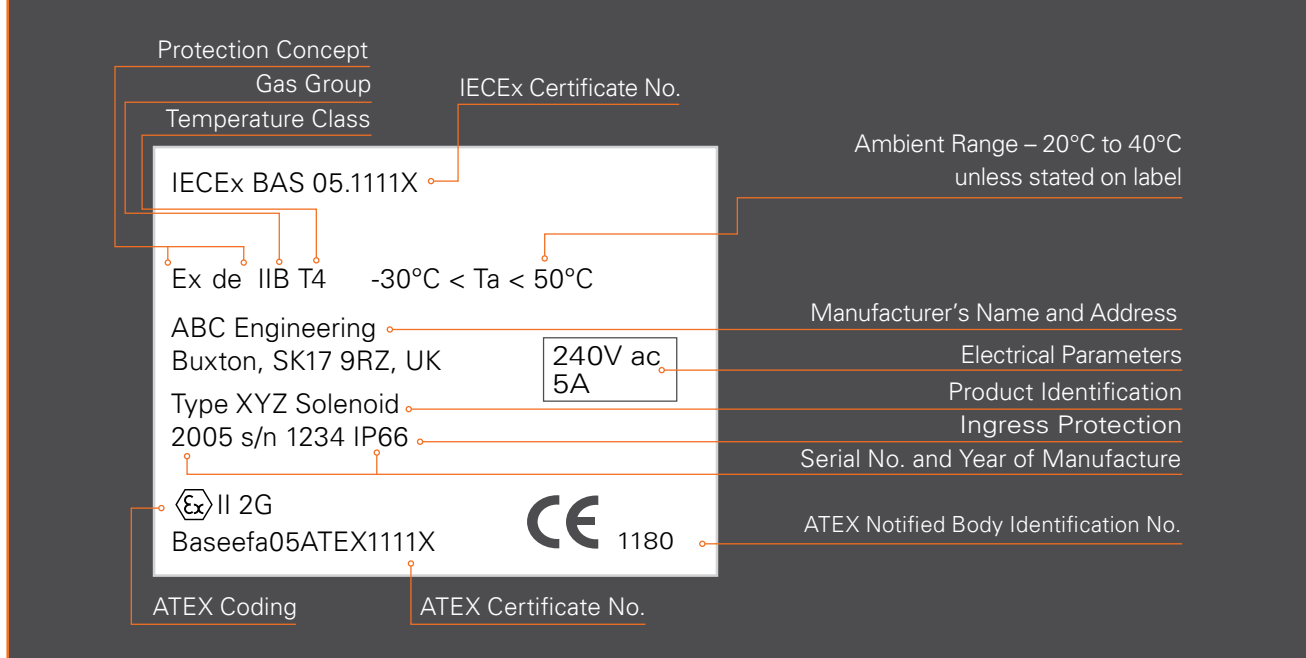 Protection Concept
Gas Group
Temperature Class
IECEx Certificate No.
Ambient Range – 20°C to 40°C
unless stated on label
IECEx BAS 05.1111X
Ex de IIB T4 -30°C < Ta < 50°C
ABC Engineering
Buxton, SK17 9RZ, UK
240V ac
5A
Type XYZ Solenoid
2005 s/n 1234 IP66
Manufacturer’s Name and Address
Electrical Parameters
Product Identification
Ingress Protection
Serial No. and Year of Manufacture
Ex II 2G
Baseefa05ATEX1111X
CE 1180
ATEX Notified Body Identification No.
ATEX Coding
ATEX Certificate No.